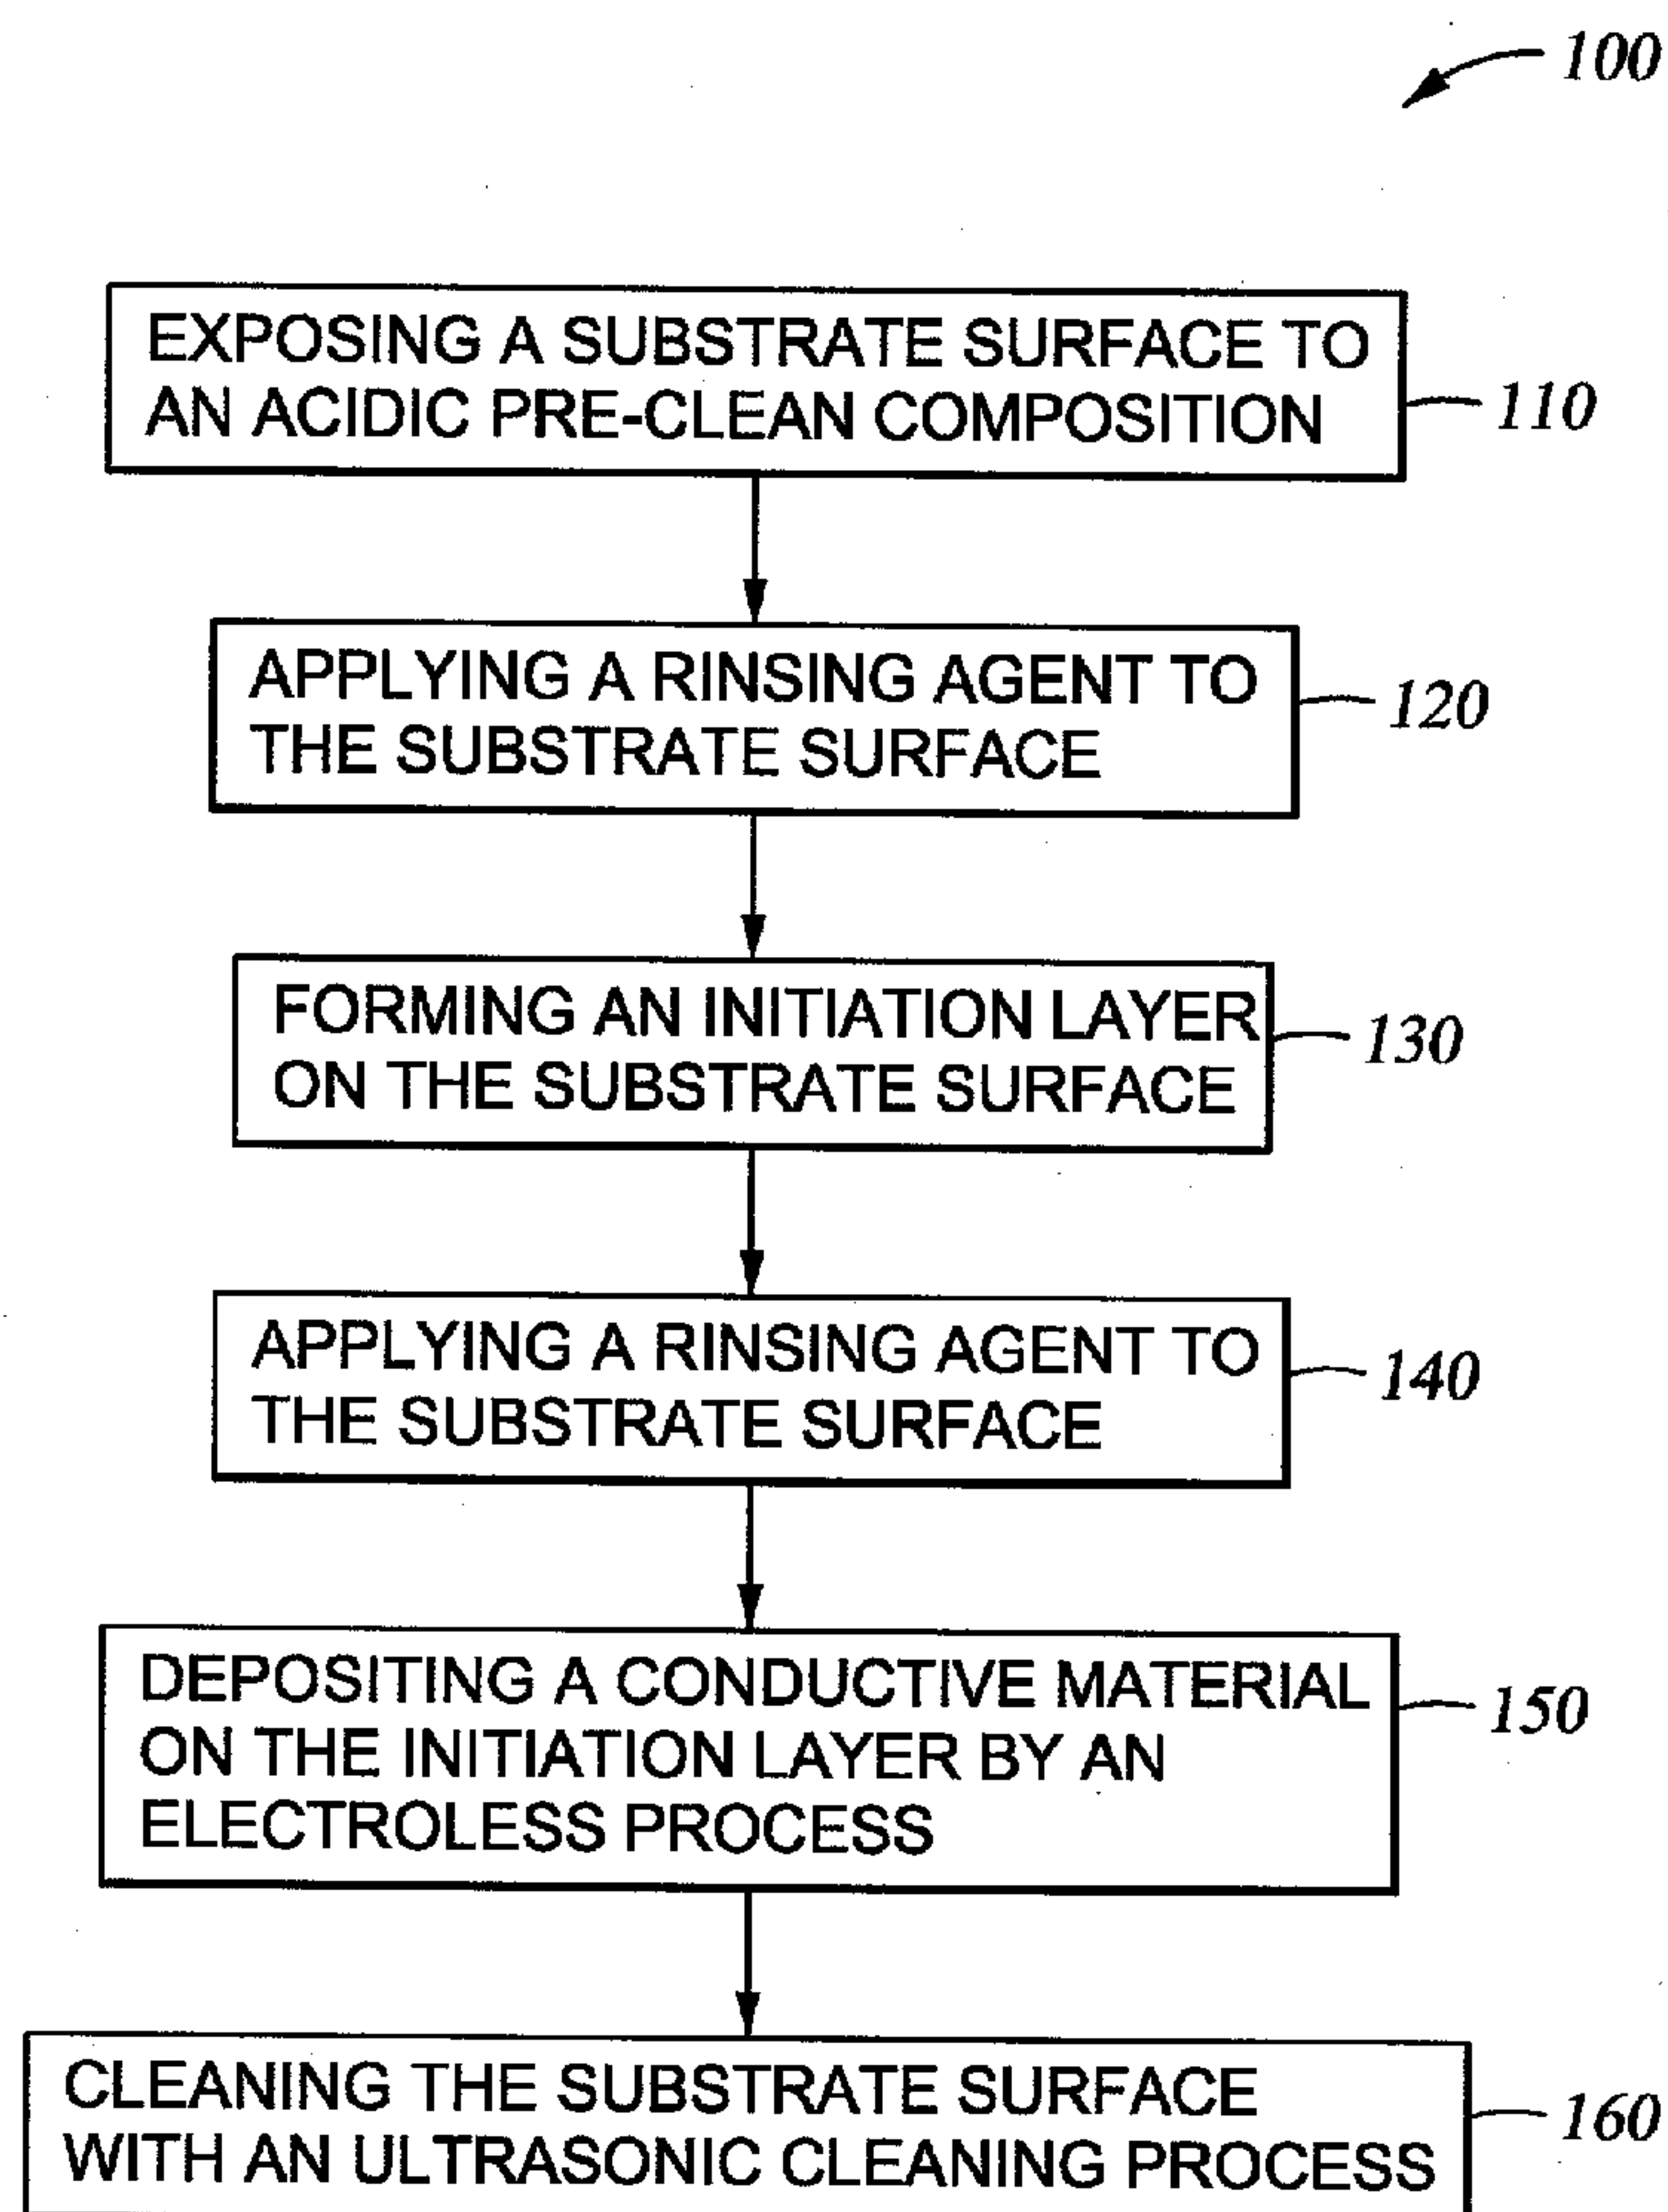 100
EXPOSING A SUBSTRATE SURFACE TO
AN ACIDIC PRE-CLEAN COMPOSITION
110
APPLYING A RINSING AGENT TO
THE SUBSTRATE SURFACE
120
FORMING AN INITIATION LAYER
ON THE SUBSTRATE SURFACE
130
APPLYING A RINSING AGENT TO
THE SUBSTRATE SURFACE
140
DEPOSITING A CONDUCTIVE MATERIAL
ON THE INITIATION LAYER BY AN
ELECTROLESS PROCESS
150
CLEANING THE SUBSTRATE SURFACE
WITH AN ULTRASONIC CLEANING PROCESS
160